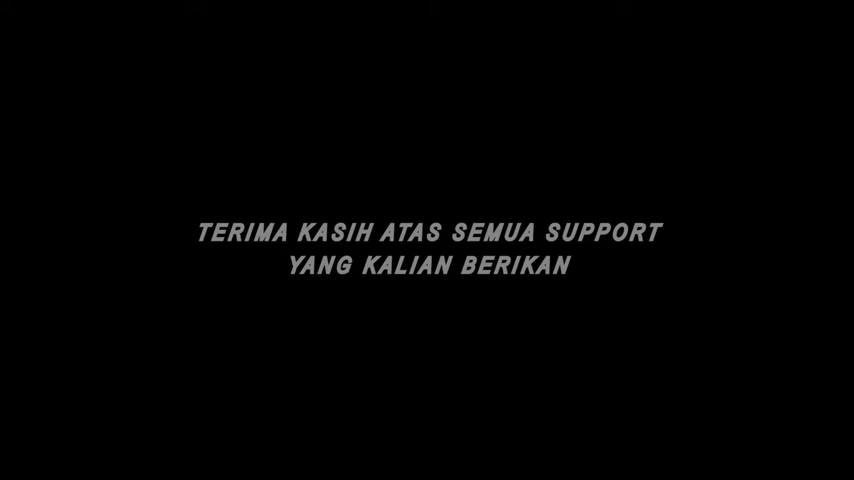 TERIMA KASIH ATAS SEMUA SUPPORT
YANG KALIAN BERIKAN